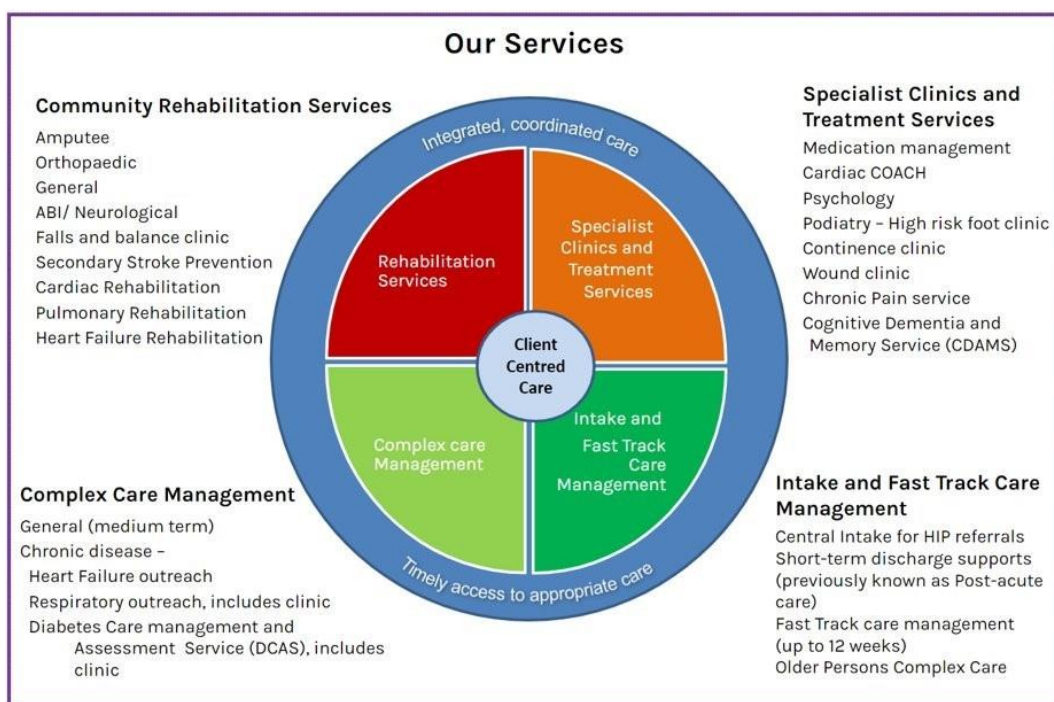 Our Services
Community Rehabilitation Services
Amputee
Orthopaedic
General
ABI/ Neurological
Falls and balance clinic
Secondary Stroke Prevention
Cardiac Rehabilitation
Pulmonary Rehabilitation
Heart Failure Rehabilitation
Specialist Clinics and
Treatment Services
Medication management
Cardiac COACH
Psychology
Podiatry – High risk foot clinic
Continence clinic
Wound clinic
Chronic Pain service
Cognitive Dementia and
Memory Service (CDAMS)
Integrated, coordinated care
Rehabilitation
Services
Specialist
Clinics and
Treatment
Services
Client
Centred
Care
Complex care
Management
Intake and
Fast Track
Care
Management
Timely access to appropriate care
Complex Care Management
General (medium term)
Chronic disease –
Heart Failure outreach
Respiratory outreach, includes clinic
Diabetes Care management and
Assessment Service (DCAS), includes
clinic
Intake and Fast Track Care
Management
Central Intake for HIP referrals
Short-term discharge supports
(previously known as Post-acute
care)
Fast Track care management
(up to 12 weeks)
Older Persons Complex Care